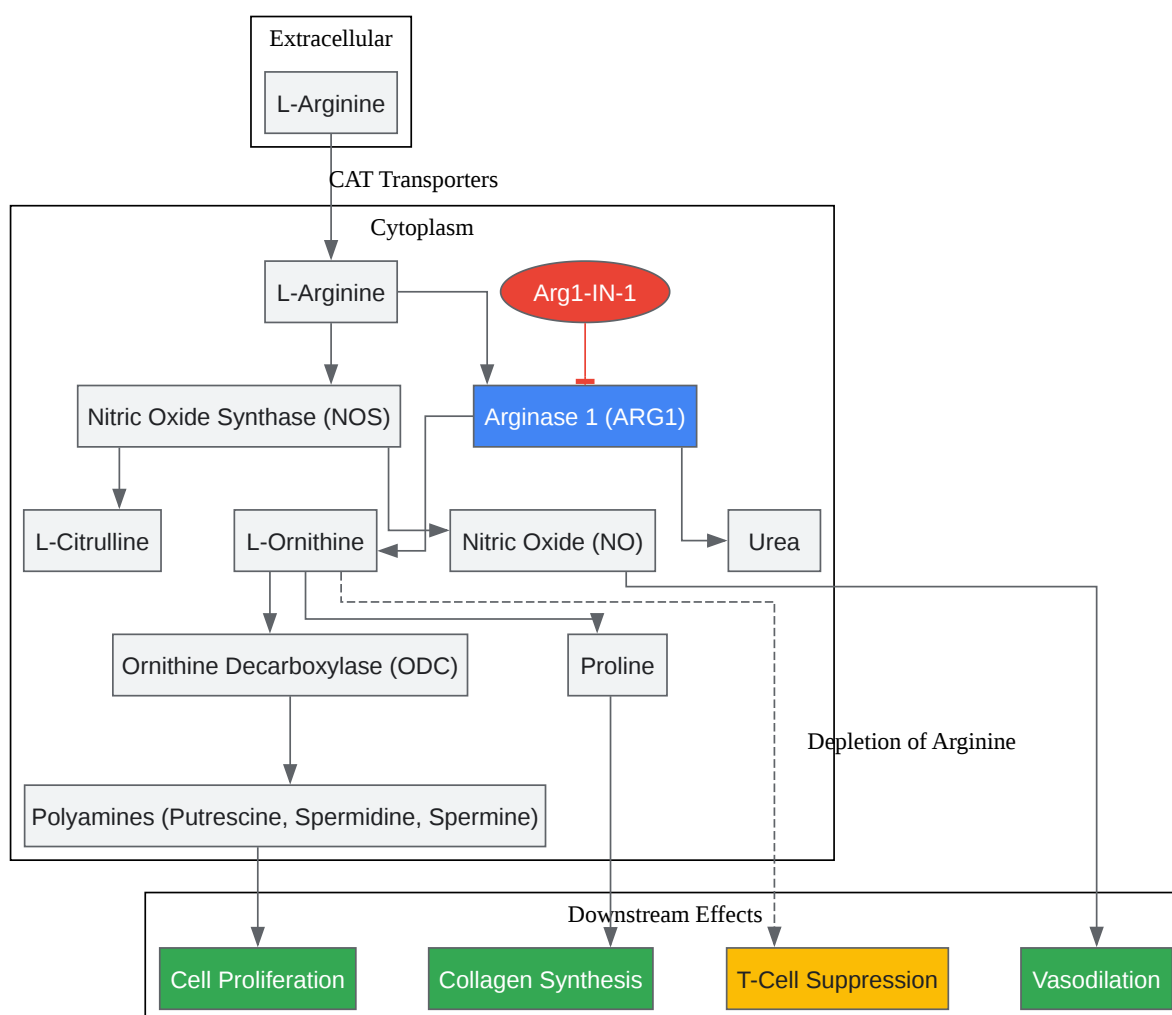 Extracellular
L-Arginine
CAT Transporters
Cytoplasm
L-Arginine
Arg1-IN-1
Nitric Oxide Synthase (NOS)
Arginase 1 (ARG1)
L-Citrulline
L-Ornithine
Nitric Oxide (NO)
Urea
Ornithine Decarboxylase (ODC)
Proline
Depletion of Arginine
Polyamines (Putrescine, Spermidine, Spermine)
Downstream Effects
Cell Proliferation
Collagen Synthesis
T-Cell Suppression
Vasodilation